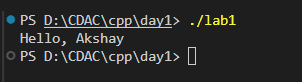 PS D:\CDAC\cpp\day1> ./lab1
Hello, Akshay
PS D:\CDAC\cpp\day1>